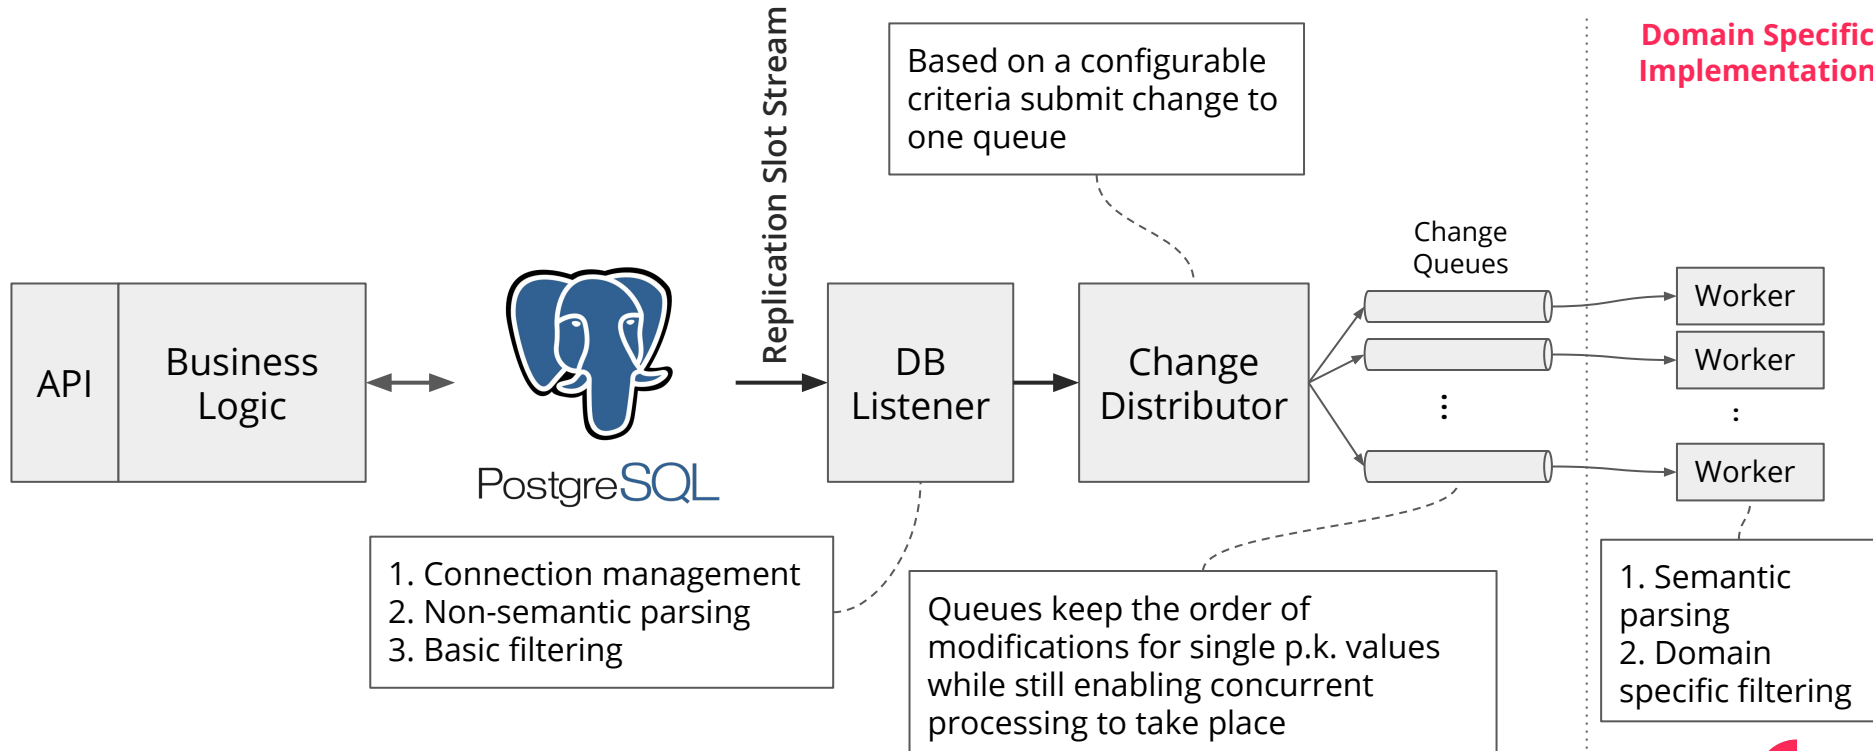 Replication Slot Stream
Based on a configurable
criteria submit change to
one queue
Domain Specific
Implementation
Change
Queues
API
Business
Logic
PostgreSQL
DB
Listener
Change
Distributor
Worker
Worker
Worker
1. Connection management
2. Non-semantic parsing
3. Basic filtering
Queues keep the order of
modifications for single p.k. values
while still enabling concurrent
processing to take place
1. Semantic
parsing
2. Domain
specific filtering